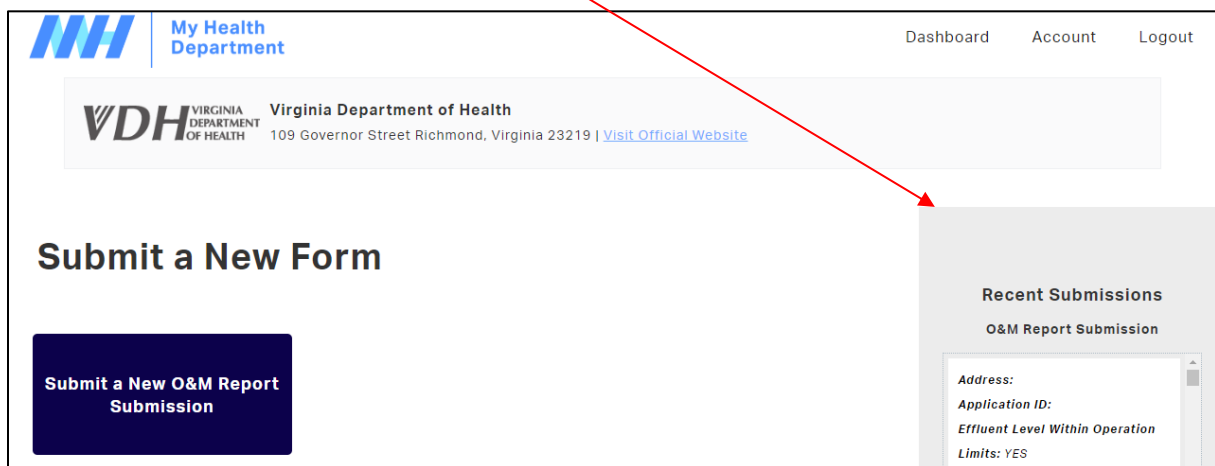 My Health
Department
Dashboard Account Logout
VDH VIRGINIA
DEPARTMENT
OF HEALTH
Virginia Department of Health
109 Governor Street Richmond, Virginia 23219 | Visit Official Website
Submit a New Form
Submit a New O&M Report
Submission
Recent Submissions
O&M Report Submission
Address:
Application ID:
Effluent Level Within Operation
Limits: YES